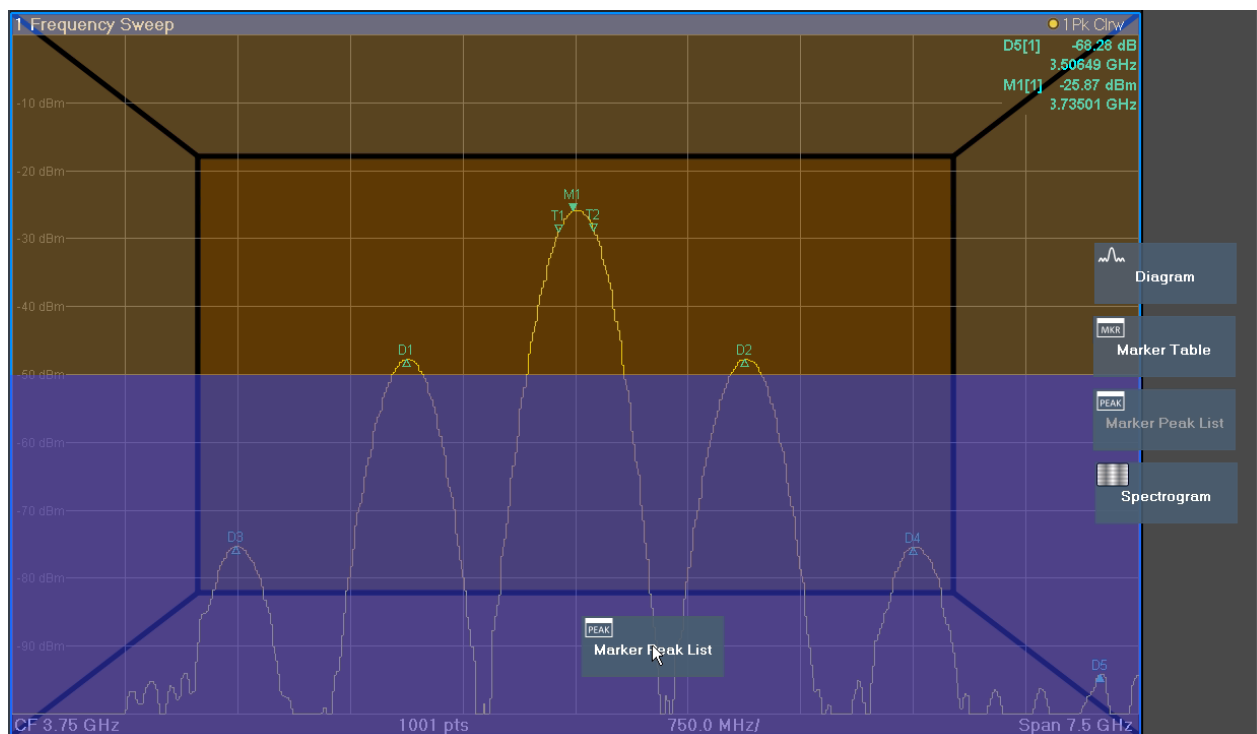 1 Frequency Sweep
1Pk Clrw
D5[1] -68.28 dB
3.50649 GHz
M1[1] -25.87 dBm
3.73501 GHz
-10 dBm
-20 dBm
M1
T1 T2
-30 dBm
Diagram
-40 dBm
MKR
Marker Table
D1 D2
-50 dBm
PEAK
Marker Peak List
-60 dBm
Spectrogram
-70 dBm
D3 D4
-80 dBm
PEAK
Marker Peak List
-90 dBm
D5
CF 3.75 GHz 1001 pts 750.0 MHz/ Span 7.5 GHz